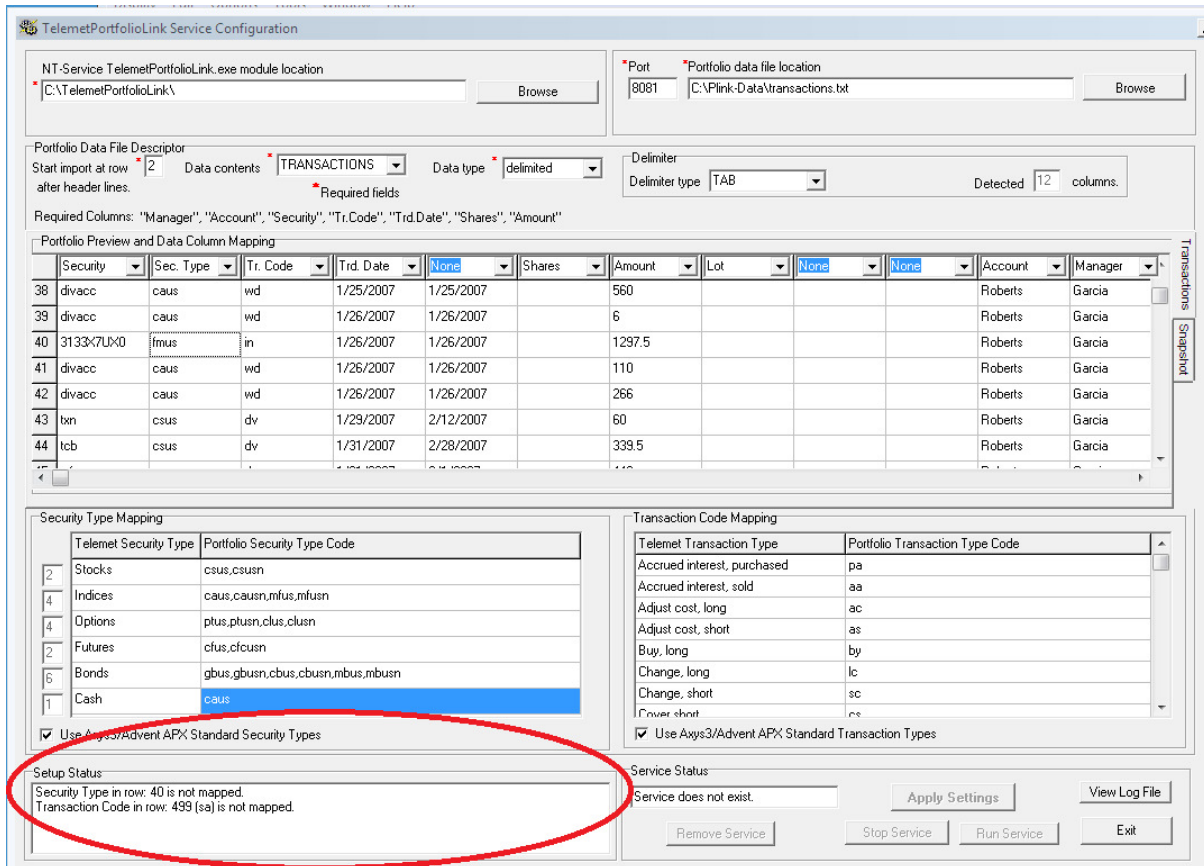 TelemetPortfolioLink Service Configuration
NT-Service TelemetPortfolioLink.exe module location
* C:\TelemetPortfolioLink\ Browse
*Port *Portfolio data file location
8081 C:\Plink-Data\transactions.txt Browse
Portfolio Data File Descriptor
Start import at row * 2 Data contents * TRANSACTIONS Data type * delimited
after header lines.
*Required fields
Delimiter
Delimiter type TAB Detected 12 columns.
Required Columns: "Manager", "Account", "Security", "Tr.Code", "Trd.Date", "Shares", "Amount"
Portfolio Preview and Data Column Mapping
Security Sec. Type Tr. Code Trd. Date None Shares Amount Lot None None Account Manager
38 divacc caus wd 1/25/2007 1/25/2007 560 Roberts Garcia
39 divacc caus wd 1/26/2007 1/26/2007 6 Roberts Garcia
40 3133X7UX0 fmus in 1/26/2007 1/26/2007 1297.5 Roberts Garcia
41 divacc caus wd 1/26/2007 1/26/2007 110 Roberts Garcia
42 divacc caus wd 1/26/2007 1/26/2007 266 Roberts Garcia
43 txn csus dv 1/29/2007 2/12/2007 60 Roberts Garcia
44 tcb csus dv 1/31/2007 2/28/2007 339.5 Roberts Garcia
Transactions
Snapshot
Security Type Mapping
Telemet Security Type Portfolio Security Type Code
2 Stocks csus,csusn
4 Indices caus,causn,mfus,mfusn
4 Options ptus,ptusn,clus,clusn
2 Futures cfus,cfcusn
6 Bonds gbus,gbusn,cbus,cbusn,mbus,mbusn
1 Cash caus
Use Axys3/Advent APX Standard Security Types
Transaction Code Mapping
Telemet Transaction Type Portfolio Transaction Type Code
Accrued interest, purchased pa
Accrued interest, sold aa
Adjust cost, long ac
Adjust cost, short as
Buy, long by
Change, long lc
Change, short sc
Cover short cs
Use Axys3/Advent APX Standard Transaction Types
Setup Status
Security Type in row: 40 is not mapped.
Transaction Code in row: 499 (sa) is not mapped.
Service Status
Service does not exist. Apply Settings View Log File
Remove Service Stop Service Run Service Exit